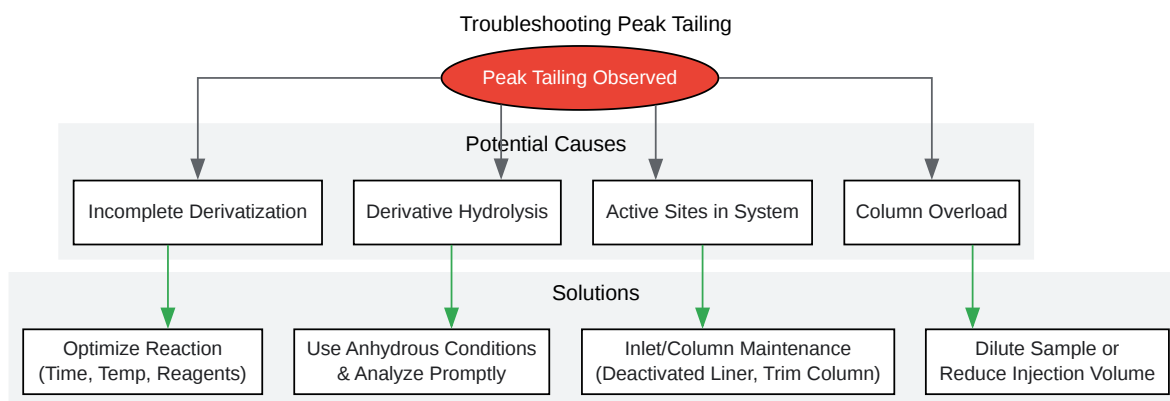 Troubleshooting Peak Tailing
Peak Tailing Observed
Potential Causes
Incomplete Derivatization
Derivative Hydrolysis
Active Sites in System
Column Overload
Solutions
Optimize Reaction
(Time, Temp, Reagents)
Use Anhydrous Conditions
& Analyze Promptly
Inlet/Column Maintenance
(Deactivated Liner, Trim Column)
Dilute Sample or
Reduce Injection Volume